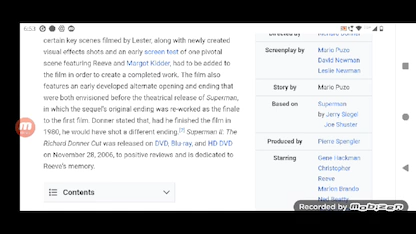 6:53
certain key scenes filmed by Lester, along with newly created
visual effects shots and an early screen test of one pivotal
scene featuring Reeve and Margot Kidder, had to be added to
the film in order to create a completed work. The film also
features an early developed alternate opening and ending that
were both envisioned before the theatrical release of Superman,
in which the sequel's original ending was re-worked as the finale
to the first film. Donner stated that, had he finished the film in
1980, he would have shot a different ending. Superman II: The
Richard Donner Cut was released on DVD, Blu-ray, and HD DVD
on November 28, 2006, to positive reviews and is dedicated to
Reeve's memory.
Contents
Directed by Richard Donner
Screenplay by Mario Puzo
David Newman
Leslie Newman
Story by Mario Puzo
Based on Superman
by Jerry Siegel
Joe Shuster
Produced by Pierre Spengler
Starring Gene Hackman
Christopher
Reeve
Marlon Brando
Ned Beatty
Recorded by Mobizen